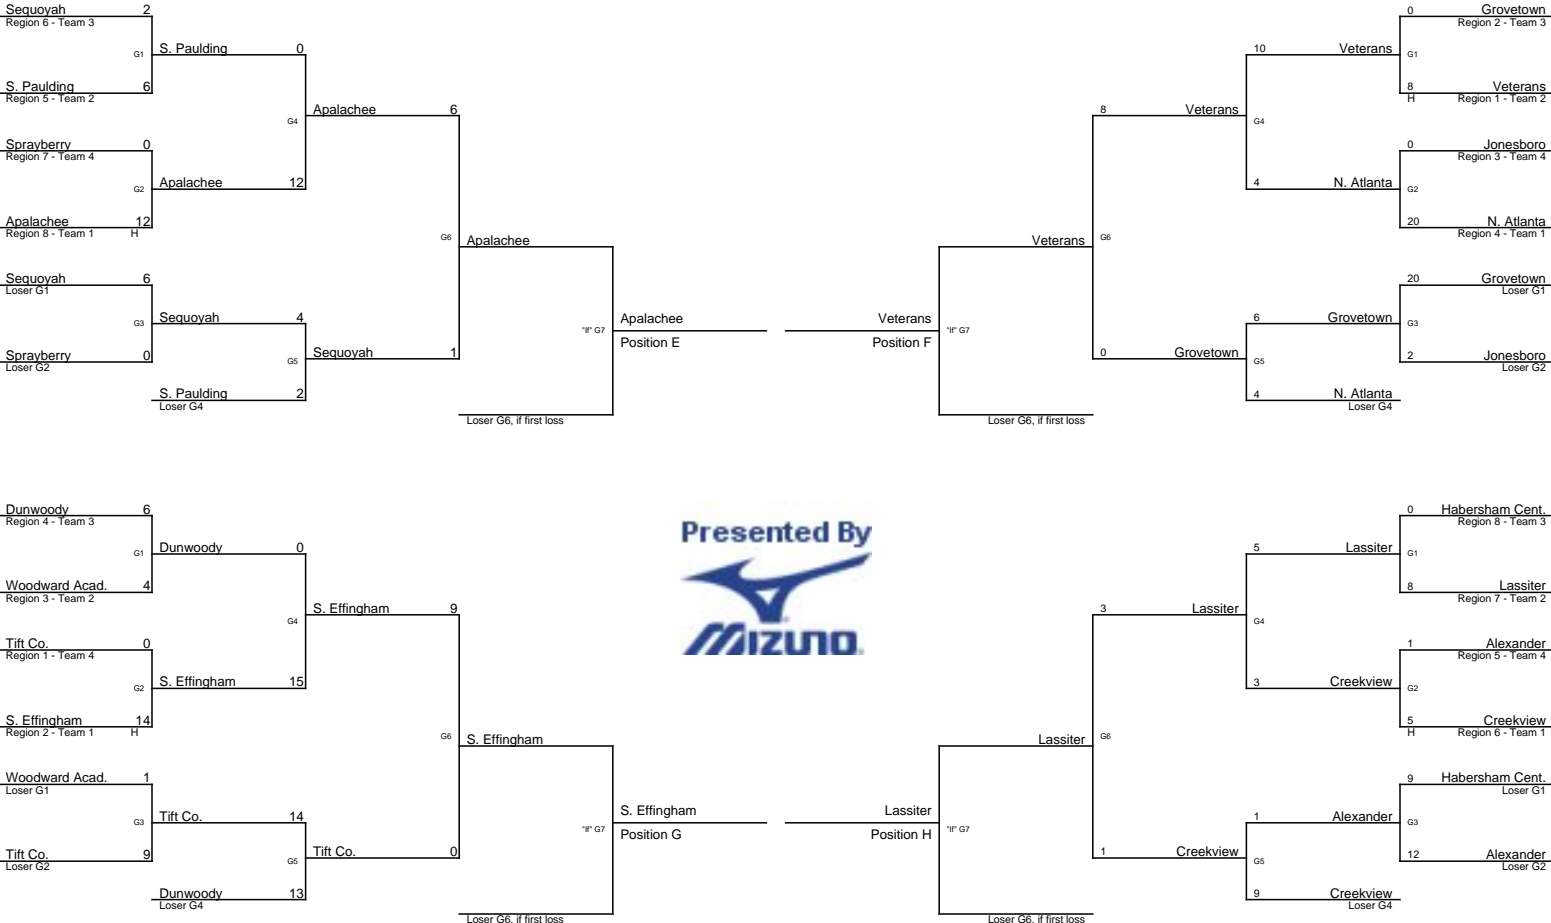 Sequoyah 2
Region 6 - Team 3
G1
S. Paulding 0
S. Paulding 6
Region 5 - Team 2
G4
Apalachee 6
Sprayberry 0
Region 7 - Team 4
G2
Apalachee 12
Apalachee 12
Region 8 - Team 1 H
G6
Apalachee
Sequoyah 6
Loser G1
G3
Sequoyah 4
Sprayberry 0
Loser G2
G5
Sequoyah 1
S. Paulding 2
Loser G4
"If" G7
Apalachee
Position E
Loser G6, if first loss
0 Grovetown
Region 2 - Team 3
10 Veterans
G1
8 Veterans
H Region 1 - Team 2
8 Veterans
G4
0 Jonesboro
Region 3 - Team 4
4 N. Atlanta
G2
20 N. Atlanta
Region 4 - Team 1
Veterans
G6
20 Grovetown
Loser G1
6 Grovetown
G3
2 Jonesboro
Loser G2
0 Grovetown
G5
4 N. Atlanta
Loser G4
Veterans
Position F
"If" G7
Loser G6, if first loss
Dunwoody 6
Region 4 - Team 3
G1
Dunwoody 0
Woodward Acad. 4
Region 3 - Team 2
G4
S. Effingham 9
Tift Co. 0
Region 1 - Team 4
G2
S. Effingham 15
S. Effingham 14
Region 2 - Team 1 H
G6
S. Effingham
Woodward Acad. 1
Loser G1
G3
Tift Co. 14
Tift Co. 9
Loser G2
G5
Tift Co. 0
Dunwoody 13
Loser G4
"If" G7
S. Effingham
Position G
Loser G6, if first loss
Presented By
MIZUNO
0 Habersham Cent.
Region 8 - Team 3
5 Lassiter
G1
8 Lassiter
Region 7 - Team 2
3 Lassiter
G4
1 Alexander
Region 5 - Team 4
3 Creekview
G2
5 Creekview
H Region 6 - Team 1
Lassiter
G6
9 Habersham Cent.
Loser G1
1 Alexander
G3
12 Alexander
Loser G2
1 Creekview
G5
9 Creekview
Loser G4
Lassiter
Position H
"If" G7
Loser G6, if first loss